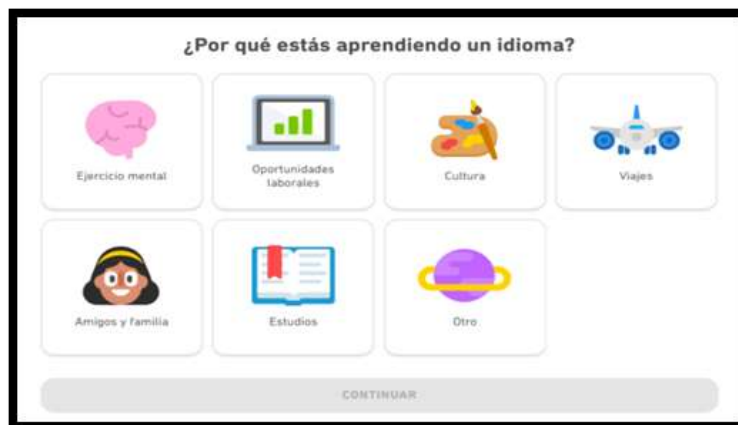 ¿Por qué estás aprendiendo un idioma?
Ejercicio mental
Oportunidades
laborales
Cultura
Viajes
Amigos y familia
Estudios
Otro
CONTINUAR